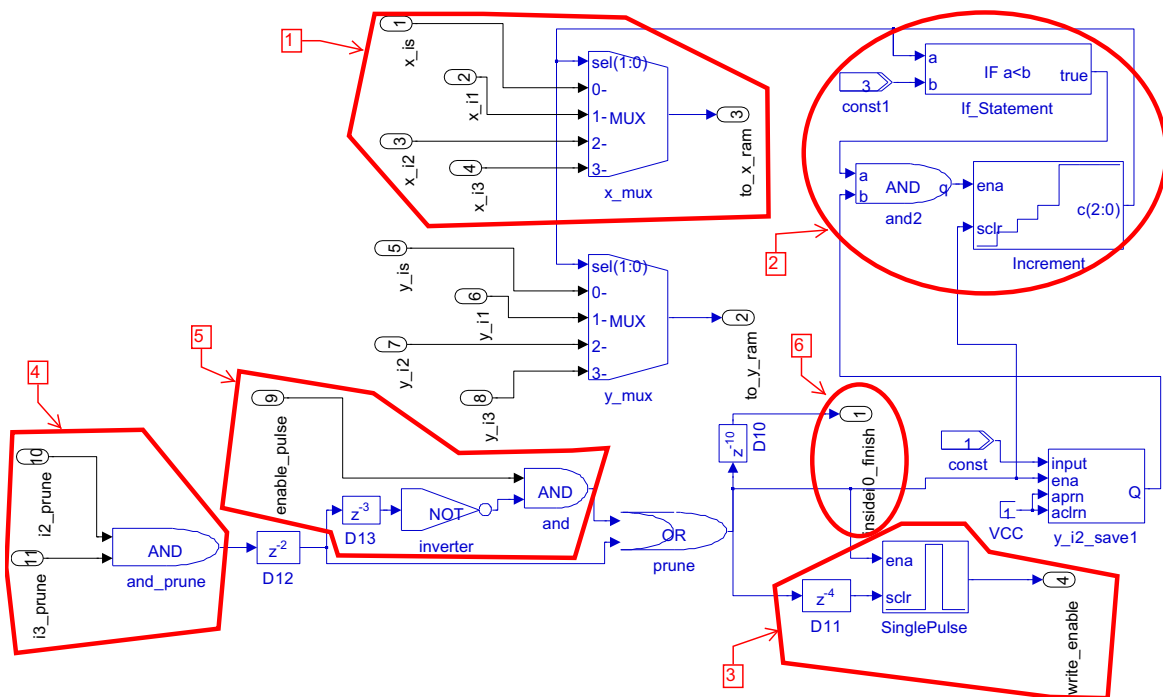 1
1
x_is
2
x_i1
3
x_i2
4
x_i3
sel(1:0)
0-
1-
MUX
2-
3-
x_mux
3
to_x_ram
5
y_is
6
y_i1
7
y_i2
8
y_i3
sel(1:0)
0-
1-
MUX
2-
3-
y_mux
2
to_y_ram
a
b
IF a<b
true
If_Statement
3
const1
a
b
AND
q
and2
ena
sclr
c(2:0)
Increment
2
4
10
i2_prune
11
i3_prune
AND
and_prune
z-2
D12
5
9
enable_pulse
z-3
D13
NOT
inverter
AND
and
OR
prune
z-10
D10
6
1
insidei0_finish
1
const
1
VCC
input
ena
aprn
aclrn
Q
y_i2_save1
z-4
D11
ena
sclr
SinglePulse
4
write_enable
3